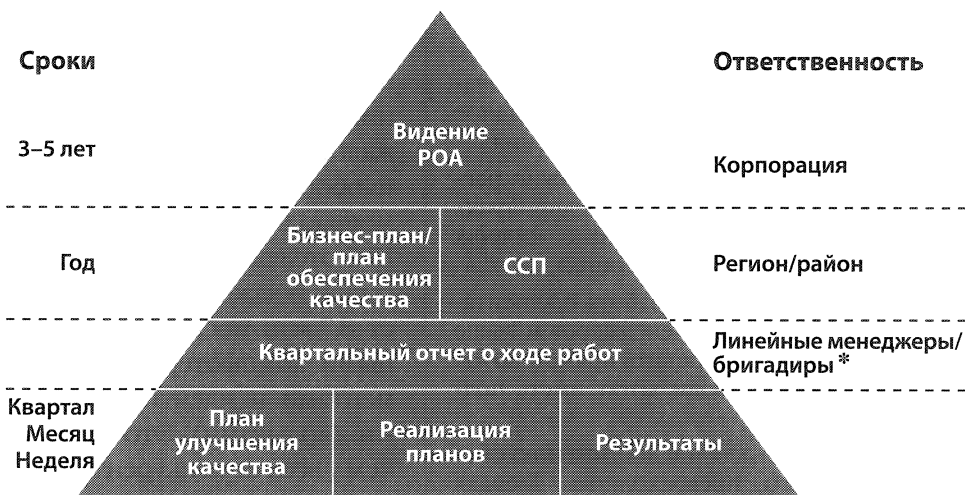 Сроки
Ответственность
3–5 лет
Видение
РОА
Корпорация
Год
Бизнес-план/
план
обеспечения
качества
ССП
Регион/район
Квартальный отчет о ходе работ
Линейные менеджеры/
бригадиры *
Квартал
Месяц
Неделя
План
улучшения
качества
Реализация
планов
Результаты